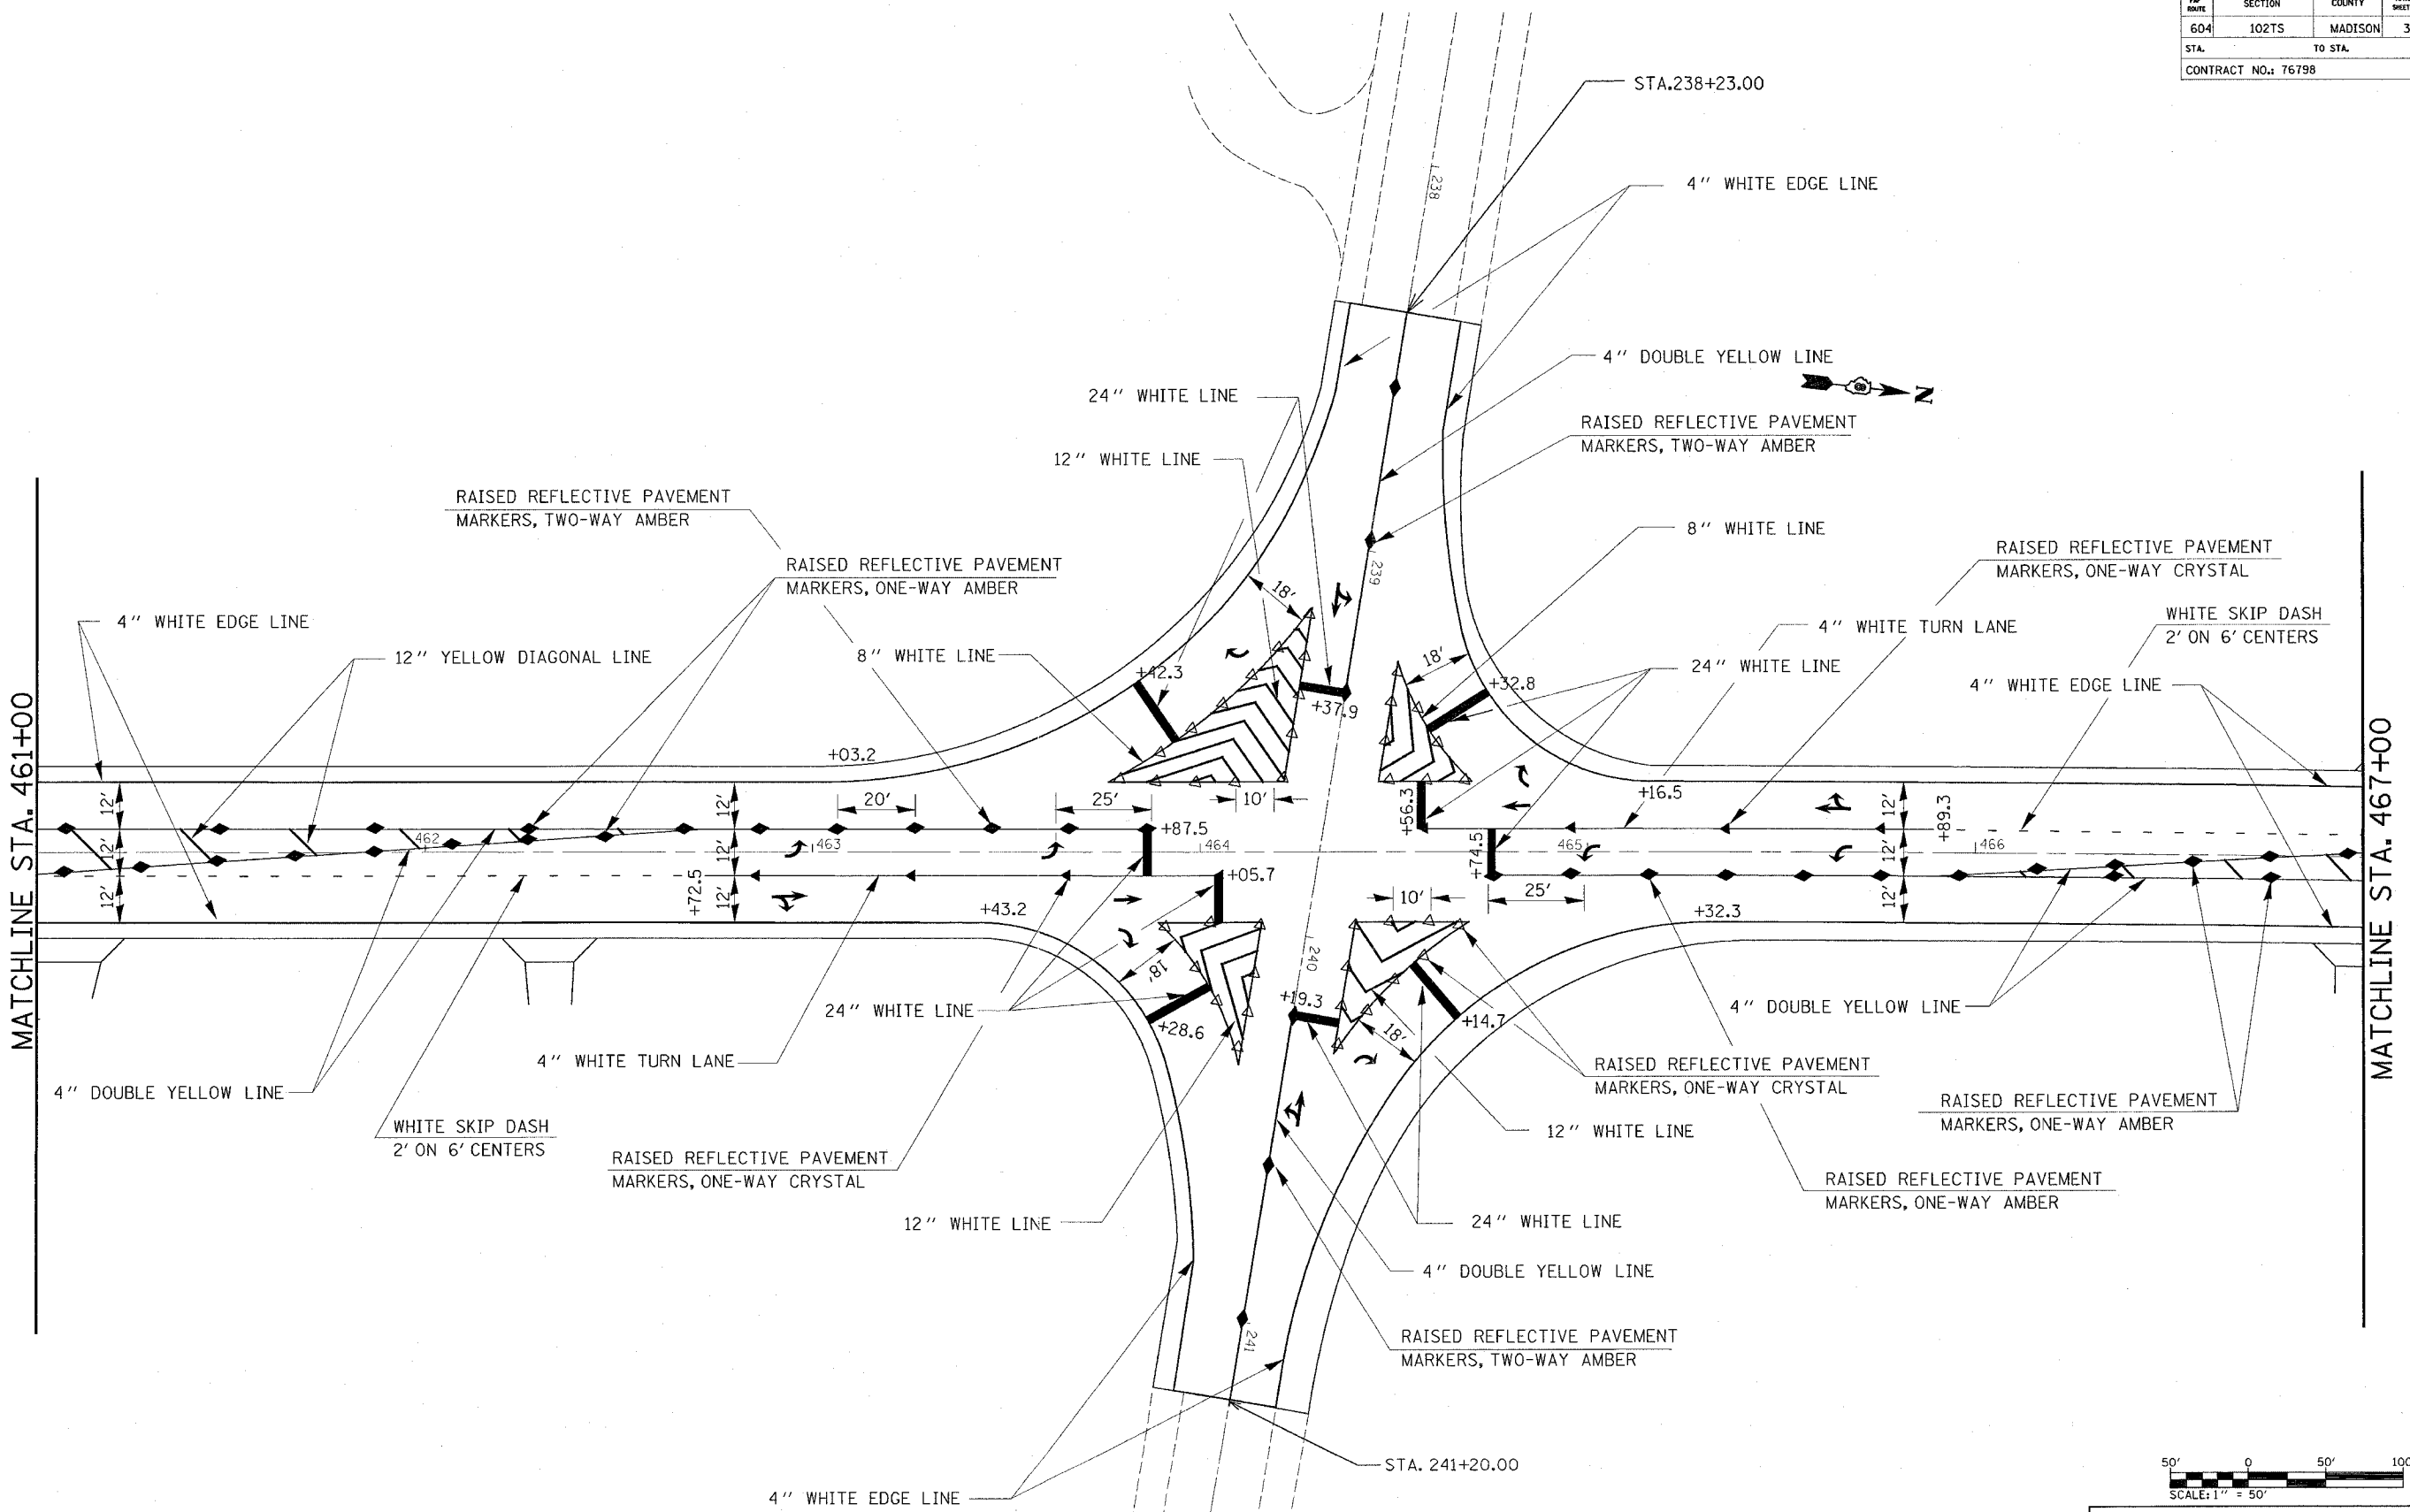 ROUTE
SECTION
COUNTY
604
102TS
MADISON
3
STA.
TO STA.
CONTRACT NO.: 76798
STA.238+23.00
238
4" WHITE EDGE LINE
4" DOUBLE YELLOW LINE
N
24" WHITE LINE
RAISED REFLECTIVE PAVEMENT
MARKERS, TWO-WAY AMBER
12" WHITE LINE
RAISED REFLECTIVE PAVEMENT
MARKERS, TWO-WAY AMBER
8" WHITE LINE
RAISED REFLECTIVE PAVEMENT
MARKERS, ONE-WAY CRYSTAL
RAISED REFLECTIVE PAVEMENT
MARKERS, ONE-WAY AMBER
239
18'
4" WHITE EDGE LINE
WHITE SKIP DASH
2' ON 6' CENTERS
4" WHITE TURN LANE
12" YELLOW DIAGONAL LINE
8" WHITE LINE
18'
24" WHITE LINE
4" WHITE EDGE LINE
+42.3
+32.8
+37.9
MATCHLINE STA. 461+00
MATCHLINE STA. 467+00
+03.2
12'
12'
20'
25'
10'
+56.3
+16.5
12'
+89.3
12'
462
12'
463
+87.5
464
+74.5
465
12'
466
12'
+72.5
12'
+43.2
+05.7
25'
10'
12'
+32.3
18'
240
24" WHITE LINE
+28.6
+19.3
18'
+14.7
4" DOUBLE YELLOW LINE
4" WHITE TURN LANE
RAISED REFLECTIVE PAVEMENT
MARKERS, ONE-WAY CRYSTAL
4" DOUBLE YELLOW LINE
RAISED REFLECTIVE PAVEMENT
MARKERS, ONE-WAY AMBER
WHITE SKIP DASH
2' ON 6' CENTERS
12" WHITE LINE
RAISED REFLECTIVE PAVEMENT
MARKERS, ONE-WAY CRYSTAL
RAISED REFLECTIVE PAVEMENT
MARKERS, ONE-WAY AMBER
12" WHITE LINE
24" WHITE LINE
4" DOUBLE YELLOW LINE
241
RAISED REFLECTIVE PAVEMENT
MARKERS, TWO-WAY AMBER
STA. 241+20.00
4" WHITE EDGE LINE
50'
0
50'
100
SCALE: 1" = 50'